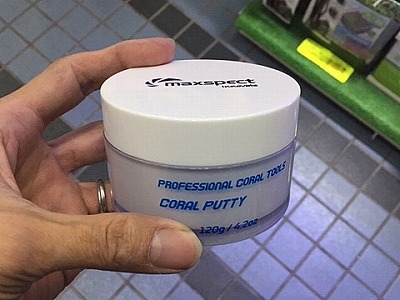 maxspect
PROFESSIONAL CORAL TOOLS
CORAL PUTTY
120g / 4.2oz